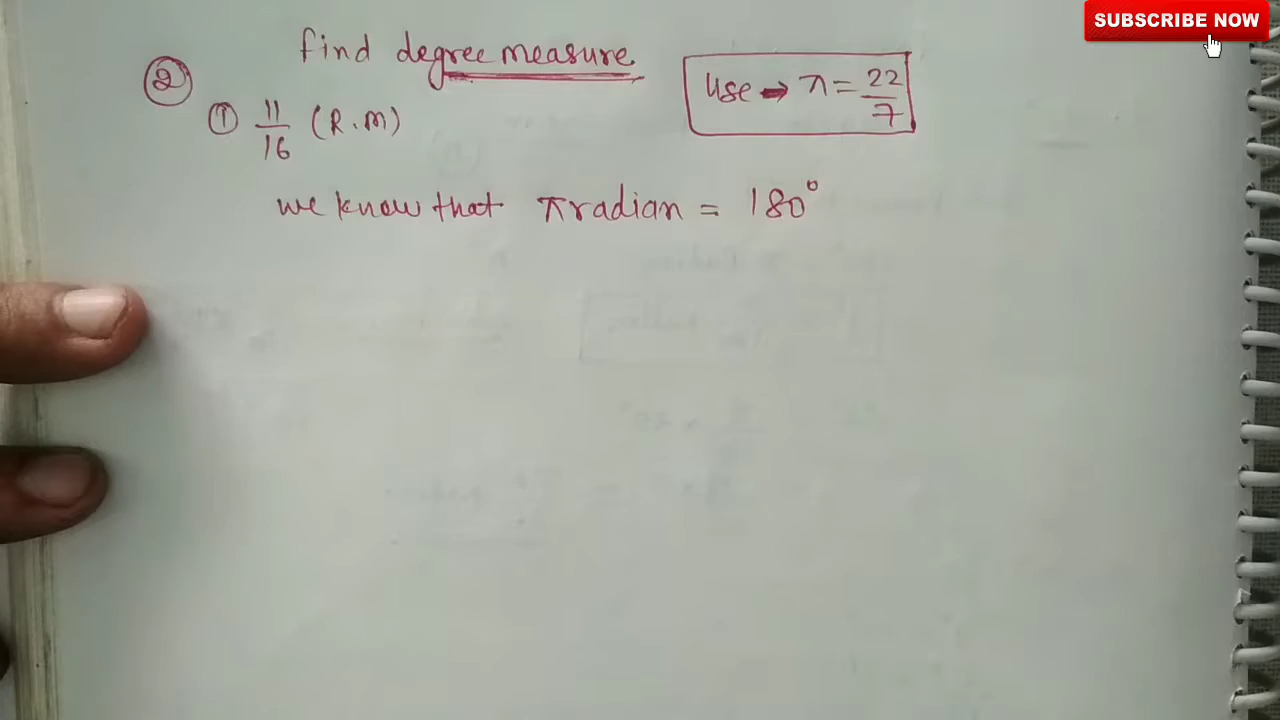 SUBSCRIBE NOW
find degree measure
② use → π = 22/7
① 11/16 (R.M)
we know that π radian = 180°